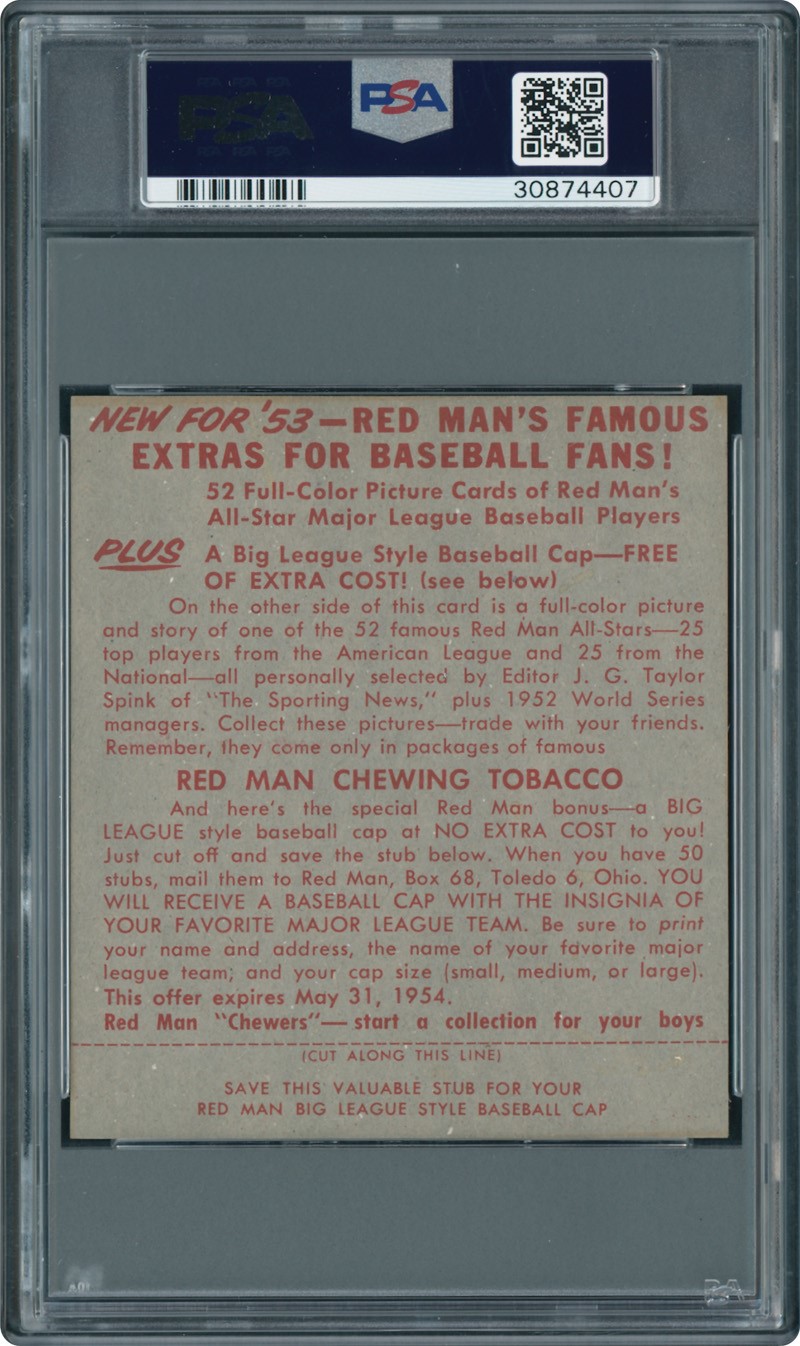 PSA
PSA
30874407
NEW FOR '53—RED MAN'S FAMOUS
EXTRAS FOR BASEBALL FANS!
52 Full-Color Picture Cards of Red Man's
All-Star Major League Baseball Players
PLUS A Big League Style Baseball Cap—FREE
OF EXTRA COST! (see below)
On the other side of this card is a full-color picture
and story of one of the 52 famous Red Man All-Stars—25
top players from the American League and 25 from the
National—all personally selected by Editor J. G. Taylor
Spink of "The Sporting News," plus 1952 World Series
managers. Collect these pictures—trade with your friends.
Remember, they come only in packages of famous
RED MAN CHEWING TOBACCO
And here's the special Red Man bonus—a BIG
LEAGUE style baseball cap at NO EXTRA COST to you!
Just cut off and save the stub below. When you have 50
stubs, mail them to Red Man, Box 68, Toledo 6, Ohio. YOU
WILL RECEIVE A BASEBALL CAP WITH THE INSIGNIA OF
YOUR FAVORITE MAJOR LEAGUE TEAM. Be sure to print
your name and address, the name of your favorite major
league team; and your cap size (small, medium, or large).
This offer expires May 31, 1954.
Red Man "Chewers"—start a collection for your boys
(CUT ALONG THIS LINE)
SAVE THIS VALUABLE STUB FOR YOUR
RED MAN BIG LEAGUE STYLE BASEBALL CAP